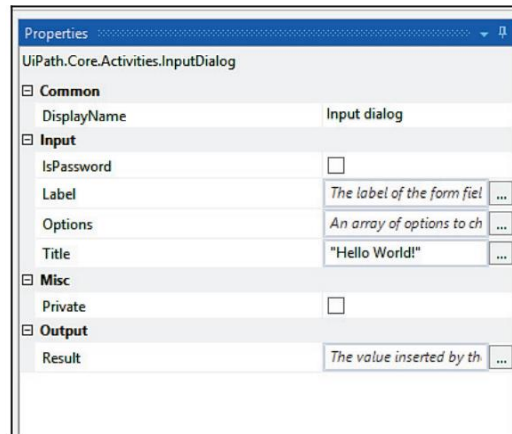 Properties
UiPath.Core.Activities.InputDialog
Common
DisplayName Input dialog
Input
IsPassword
Label The label of the form fiel ...
Options An array of options to ch ...
Title "Hello World!" ...
Misc
Private
Output
Result The value inserted by th ...